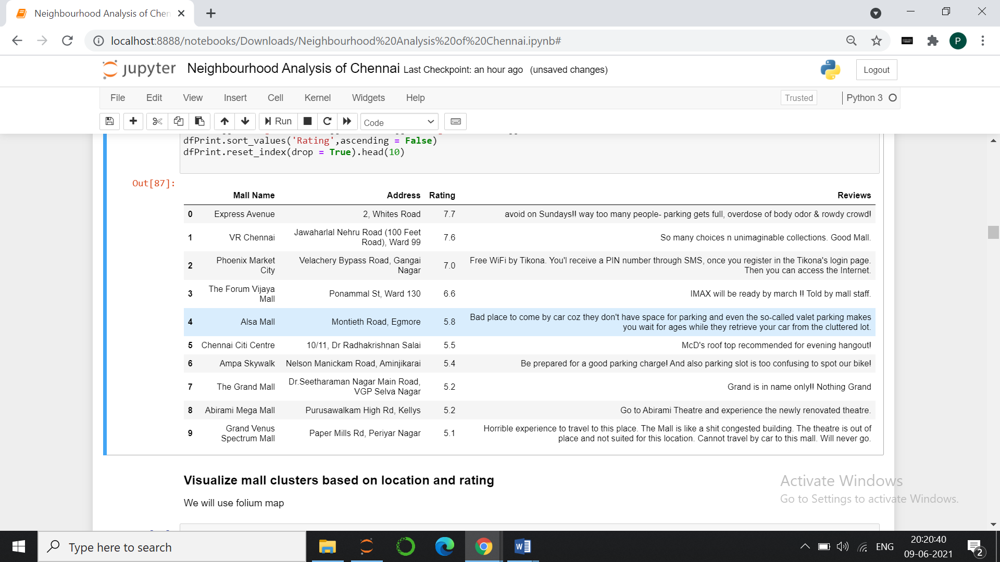 Neighbourhood Analysis of Chen
localhost:8888/notebooks/Downloads/Neighbourhood%20Analysis%20of%20Chennai.ipynb#
P
jupyter Neighbourhood Analysis of Chennai Last Checkpoint: an hour ago (unsaved changes)
Logout
File Edit View Insert Cell Kernel Widgets Help
Trusted
Python 3
Run
Code
dfPrint.sort_values('Rating',ascending = False)
dfPrint.reset_index(drop = True).head(10)
Out[87]:
Mall Name Address Rating Reviews
0 Express Avenue 2, Whites Road 7.7 avoid on Sundays!! way too many people- parking gets full, overdose of body odor & rowdy crowd!
1 VR Chennai Jawaharlal Nehru Road (100 Feet
Road), Ward 99 7.6 So many choices n unimaginable collections. Good Mall.
2 Phoenix Market
City Velachery Bypass Road, Gangai
Nagar 7.0 Free WiFi by Tikona. You'l receive a PIN number through SMS, once you register in the Tikona's login page.
Then you can access the Internet.
3 The Forum Vijaya
Mall Ponammal St, Ward 130 6.6 IMAX will be ready by march !! Told by mall staff.
4 Alsa Mall Montieth Road, Egmore 5.8 Bad place to come by car coz they don't have space for parking and even the so-called valet parking makes
you wait for ages while they retrieve your car from the cluttered lot.
5 Chennai Citi Centre 10/11, Dr Radhakrishnan Salai 5.5 McD's roof top recommended for evening hangout!
6 Ampa Skywalk Nelson Manickam Road, Aminjikarai 5.4 Be prepared for a good parking charge! And also parking slot is too confusing to spot our bike!
7 The Grand Mall Dr.Seetharaman Nagar Main Road,
VGP Selva Nagar 5.2 Grand is in name only!! Nothing Grand
8 Abirami Mega Mall Purusawalkam High Rd, Kellys 5.2 Go to Abirami Theatre and experience the newly renovated theatre.
9 Grand Venus
Spectrum Mall Paper Mills Rd, Periyar Nagar 5.1 Horrible experience to travel to this place. The Mall is like a shit congested building. The theatre is out of
place and not suited for this location. Cannot travel by car to this mall. Will never go.
Visualize mall clusters based on location and rating
We will use folium map
Activate Windows
Go to Settings to activate Windows.
Type here to search
W
ENG
20:20:40
09-06-2021
2